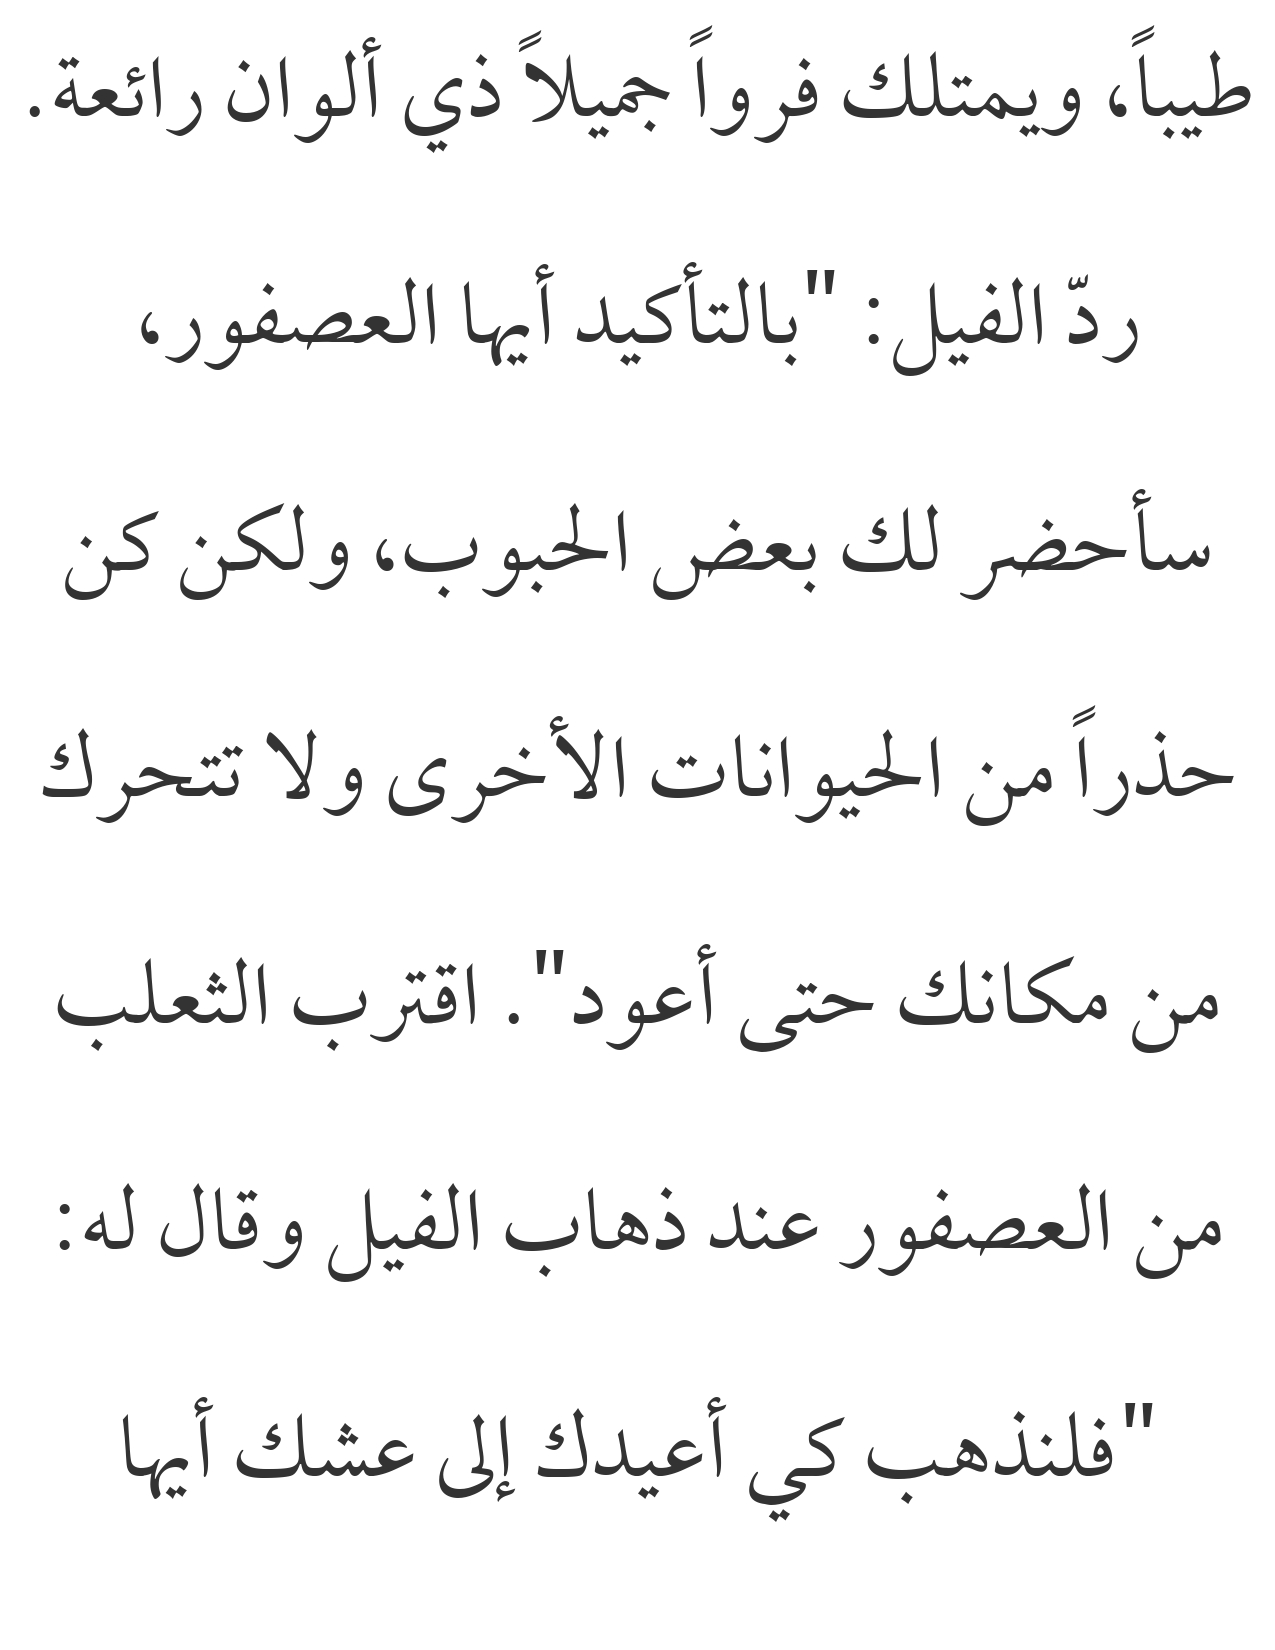 طيباً، ويمتلك فرواً جميلاً ذي ألوان رائعة.
ردّ الفيل: "بالتأكيد أيها العصفور،
سأحضر لك بعض الحبوب، ولكن كن
حذراً من الحيوانات الأخرى ولا تتحرك
من مكانك حتى أعود". اقترب الثعلب
من العصفور عند ذهاب الفيل وقال له:
"فلنذهب كي أعيدك إلى عشك أيها